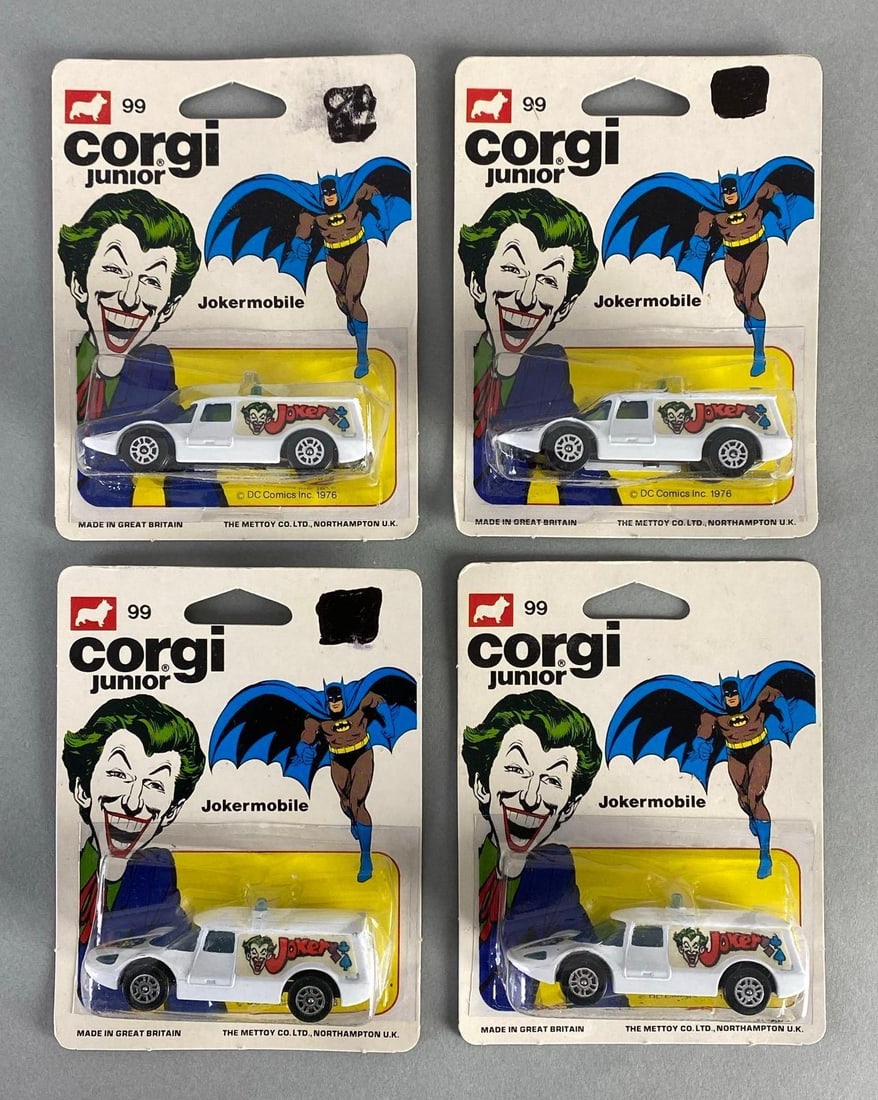 99
corgi®
junior
Jokermobile
Joker
© DC Comics Inc. 1976
MADE IN GREAT BRITAIN THE METTOY CO. LTD., NORTHAMPTON U.K.
99
corgi®
junior
Jokermobile
Joker
© DC Comics Inc. 1976
MADE IN GREAT BRITAIN THE METTOY CO. LTD., NORTHAMPTON U.K.
99
corgi®
junior
Jokermobile
Joker
MADE IN GREAT BRITAIN THE METTOY CO. LTD., NORTHAMPTON U.K.
99
corgi®
junior
Jokermobile
Joker
MADE IN GREAT BRITAIN THE METTOY CO. LTD., NORTHAMPTON U.K.